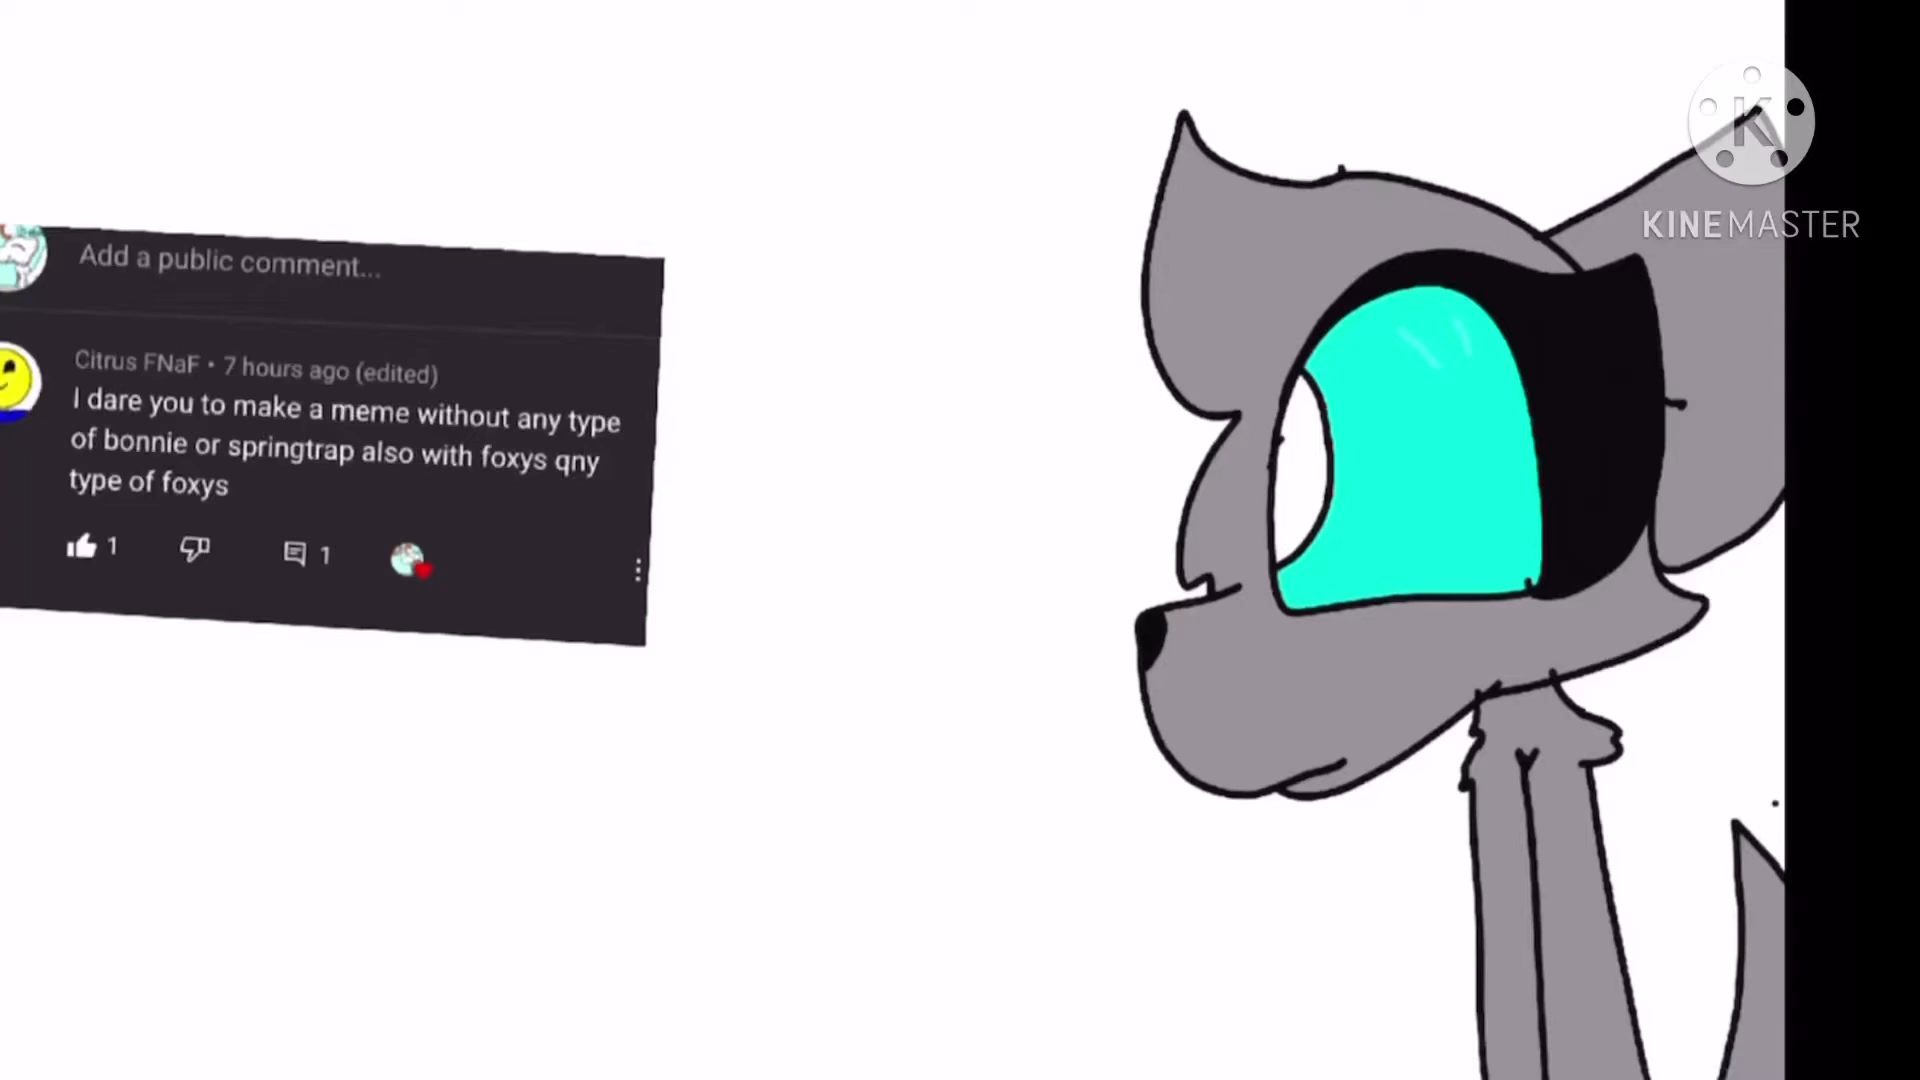 Add a public comment...
Citrus FNaF • 7 hours ago (edited)
I dare you to make a meme without any type
of bonnie or springtrap also with foxys qny
type of foxys
1
1
K
KINEMASTER